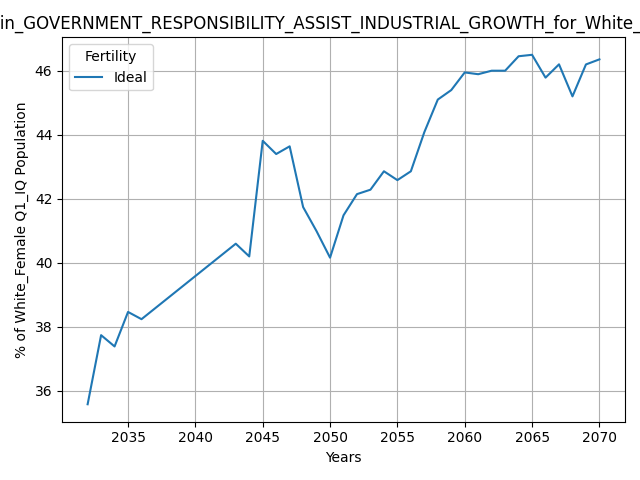 in_GOVERNMENT_RESPONSIBILITY_ASSIST_INDUSTRIAL_GROWTH_for_White_
Fertility
Ideal
% of White_Female Q1_IQ Population
46
44
42
40
38
36
2035 2040 2045 2050 2055 2060 2065 2070
Years